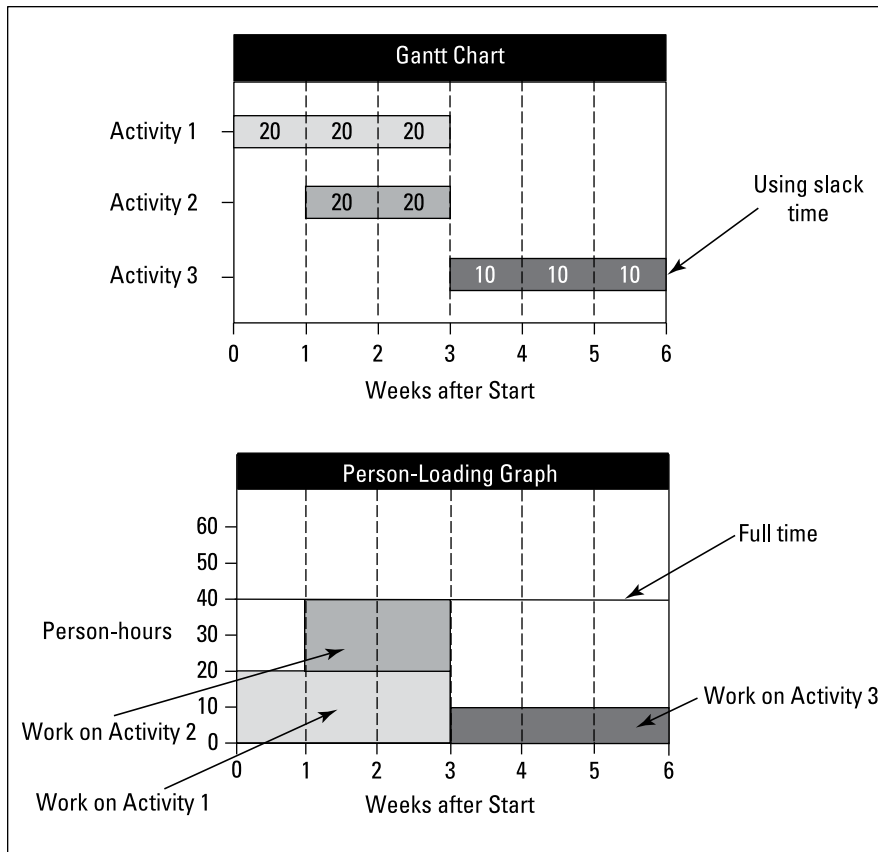 Gantt Chart
Activity 1
20 20 20
Activity 2
20 20
Using slack
time
Activity 3
10 10 10
0 1 2 3 4 5 6
Weeks after Start
Person-Loading Graph
60
50
40
30
20
10
0
Person-hours
Full time
Work on Activity 3
Work on Activity 2
Work on Activity 1
0 1 2 3 4 5 6
Weeks after Start